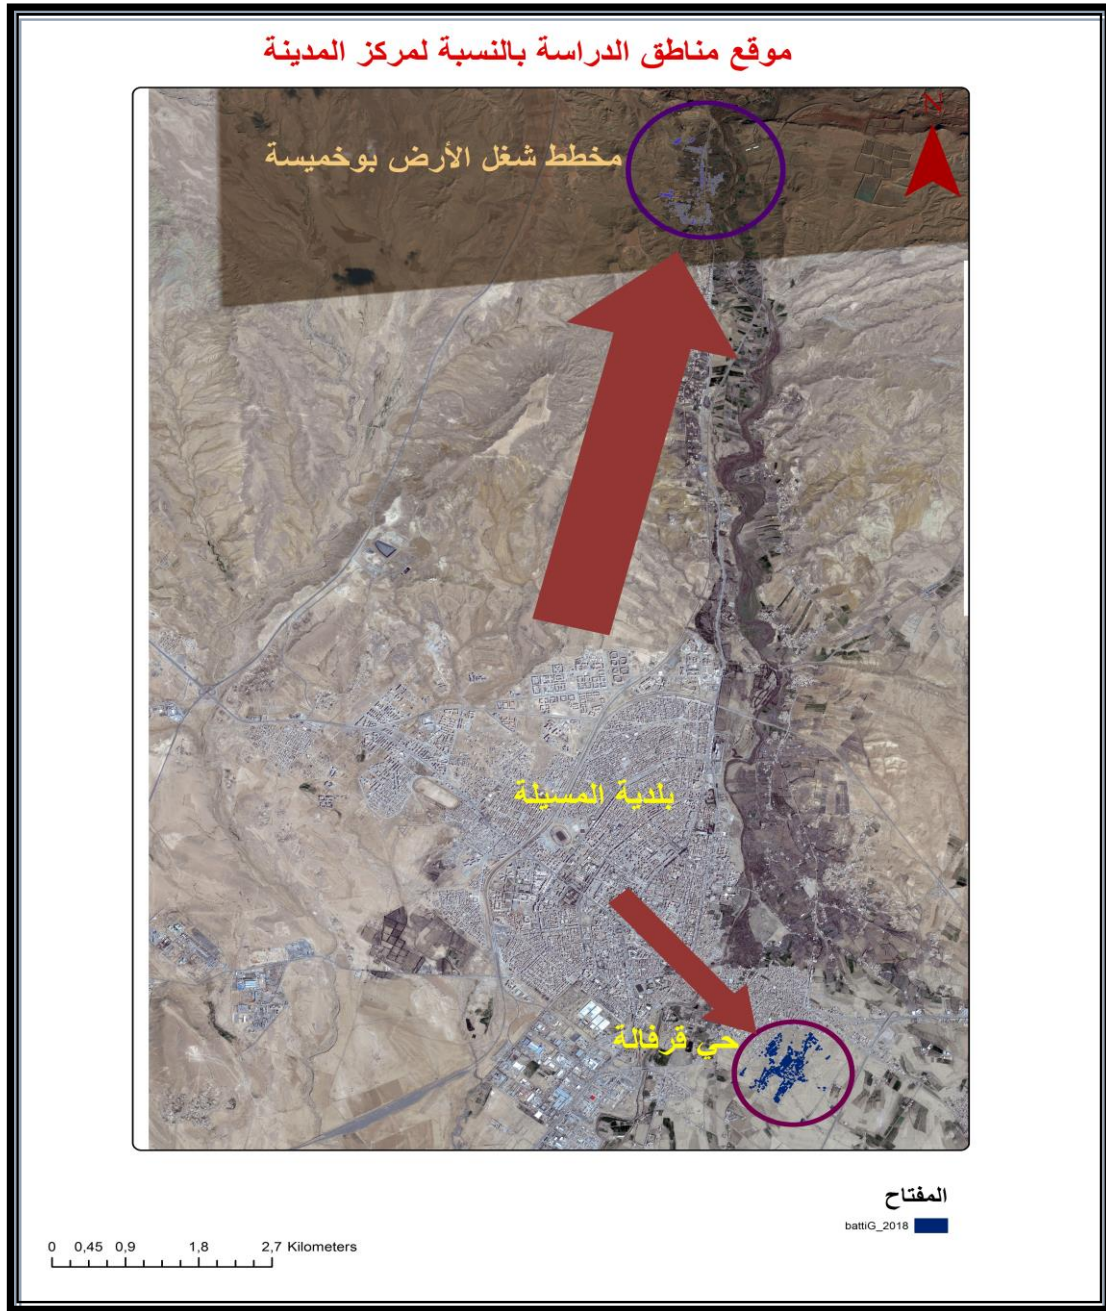 موقع مناطق الدراسة بالنسبة لمركز المدينة
N
مخطط شغل الأرض بوخميسة
بلدية المسيلة
حي قرفالة
المفتاح
battiG_2018
0 0,45 0,9 1,8 2,7 Kilometers